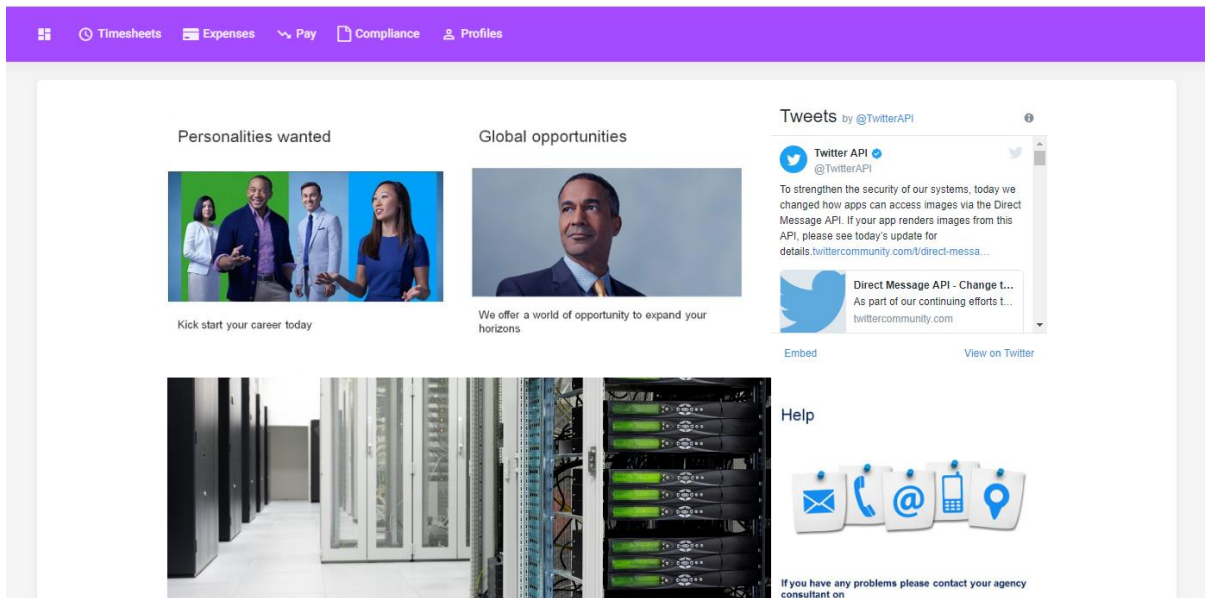 Timesheets
Expenses
Pay
Compliance
Profiles
Personalities wanted
Kick start your career today
Global opportunities
We offer a world of opportunity to expand your
horizons
Tweets by @TwitterAPI
Twitter API
@TwitterAPI
To strengthen the security of our systems, today we
changed how apps can access images via the Direct
Message API. If your app renders images from this
API, please see today's update for
details.twittercommunity.com/t/direct-messa…
Direct Message API - Change t...
As part of our continuing efforts t...
twittercommunity.com
Embed
View on Twitter
Help
@
If you have any problems please contact your agency
consultant on